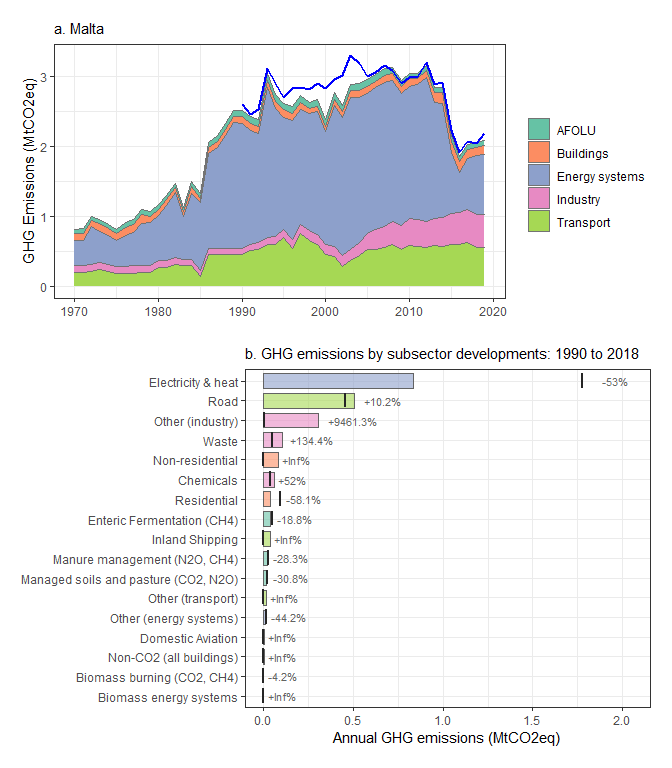 a. Malta
GHG Emissions (MtCO2eq)
3
2
1
0
1970 1980 1990 2000 2010 2020
AFOLU
Buildings
Energy systems
Industry
Transport
b. GHG emissions by subsector developments: 1990 to 2018
Electricity & heat -53%
Road +10.2%
Other (industry) +9461.3%
Waste +134.4%
Non-residential +Inf%
Chemicals +52%
Residential -58.1%
Enteric Fermentation (CH4) -18.8%
Inland Shipping +Inf%
Manure management (N2O, CH4) -28.3%
Managed soils and pasture (CO2, N2O) -30.8%
Other (transport) +Inf%
Other (energy systems) -44.2%
Domestic Aviation +Inf%
Non-CO2 (all buildings) +Inf%
Biomass burning (CO2, CH4) -4.2%
Biomass energy systems +Inf%
0.0 0.5 1.0 1.5 2.0
Annual GHG emissions (MtCO2eq)